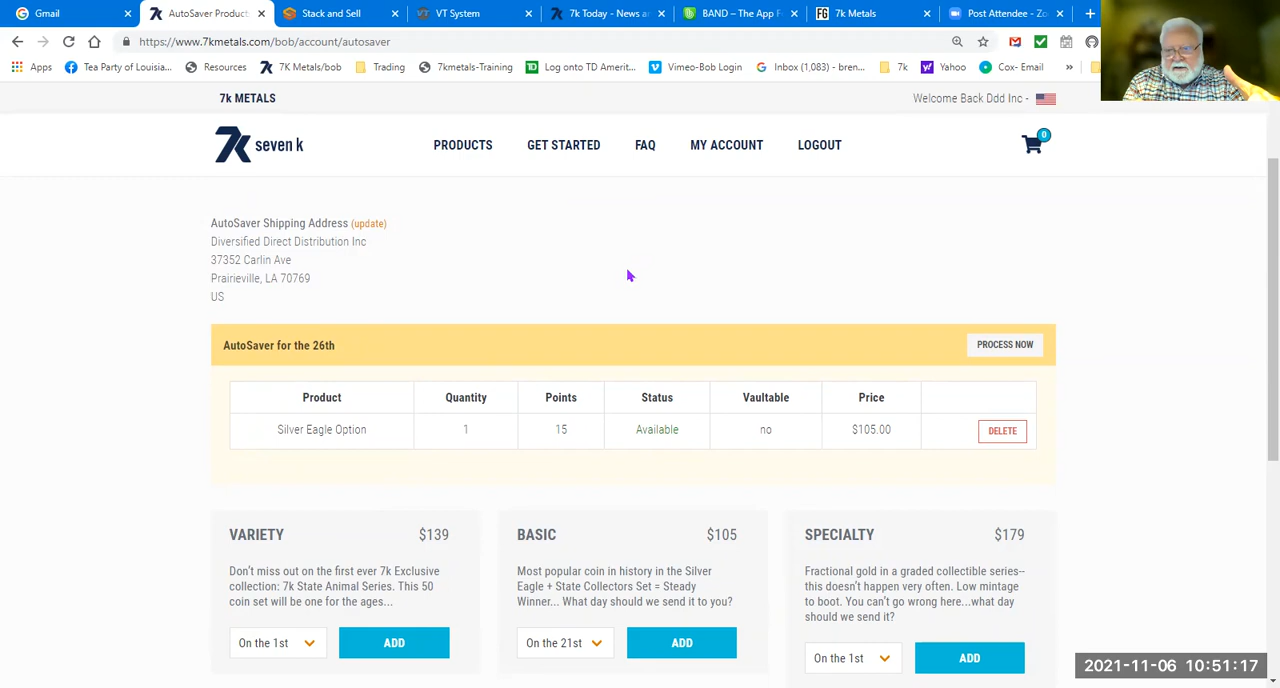 Gmail
AutoSaver Product
Stack and Sell
VT System
7k Today - News a
BAND – The App F
7k Metals
Post Attendee - Zo
https://www.7kmetals.com/bob/account/autosaver
Apps
Tea Party of Louisia...
Resources
7K Metals/bob
Trading
7kmetals training
Log onto TD Amerit...
Vimeo-Bob Login
Inbox (1,083) - bren...
7k
Yahoo
Cox- Email
»
7k METALS
Welcome Back Ddd Inc -
7k seven k
PRODUCTS
GET STARTED
FAQ
MY ACCOUNT
LOGOUT
0
AutoSaver Shipping Address (update)
Diversified Direct Distribution Inc
37352 Carlin Ave
Prairieville, LA 70769
US
AutoSaver for the 26th
PROCESS NOW
Product Quantity Points Status Vaultable Price
Silver Eagle Option 1 15 Available no $105.00 DELETE
VARIETY $139
Don't miss out on the first ever 7k Exclusive
collection: 7k State Animal Series. This 50
coin set will be one for the ages...
On the 1st ADD
BASIC $105
Most popular coin in history in the Silver
Eagle + State Collectors Set = Steady
Winner... What day should we send it to you?
On the 21st ADD
SPECIALTY $179
Fractional gold in a graded collectible series--
this doesn't happen very often. Low mintage
to boot. You can't go wrong here...what day
should we send it?
On the 1st ADD
2021-11-06 10:51:17